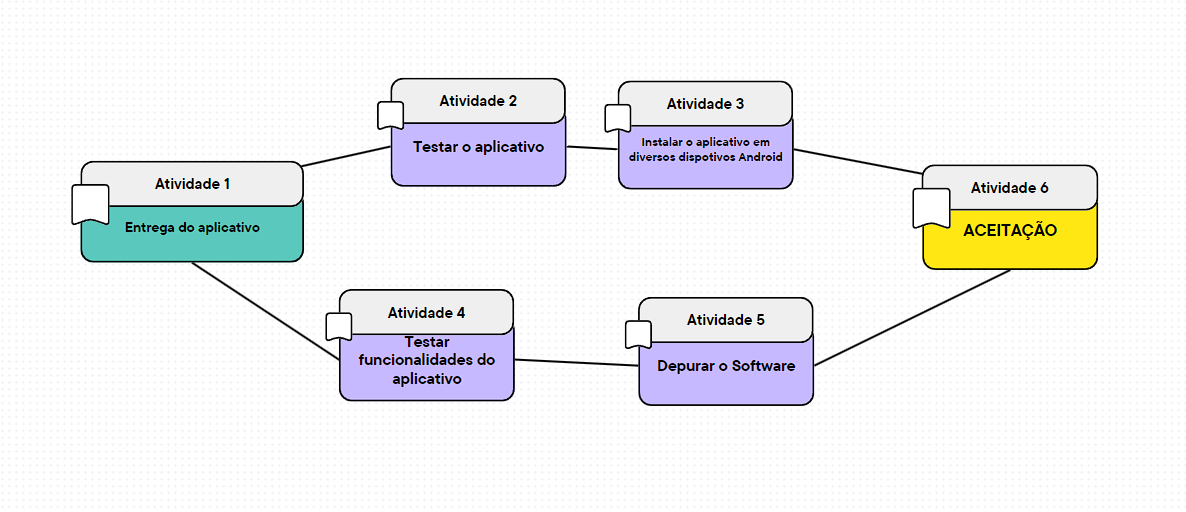 Atividade 1
Entrega do aplicativo
Atividade 2
Testar o aplicativo
Atividade 3
Instalar o aplicativo em
diversos dispotivos Android
Atividade 4
Testar
funcionalidades do
aplicativo
Atividade 5
Depurar o Software
Atividade 6
ACEITAÇÃO